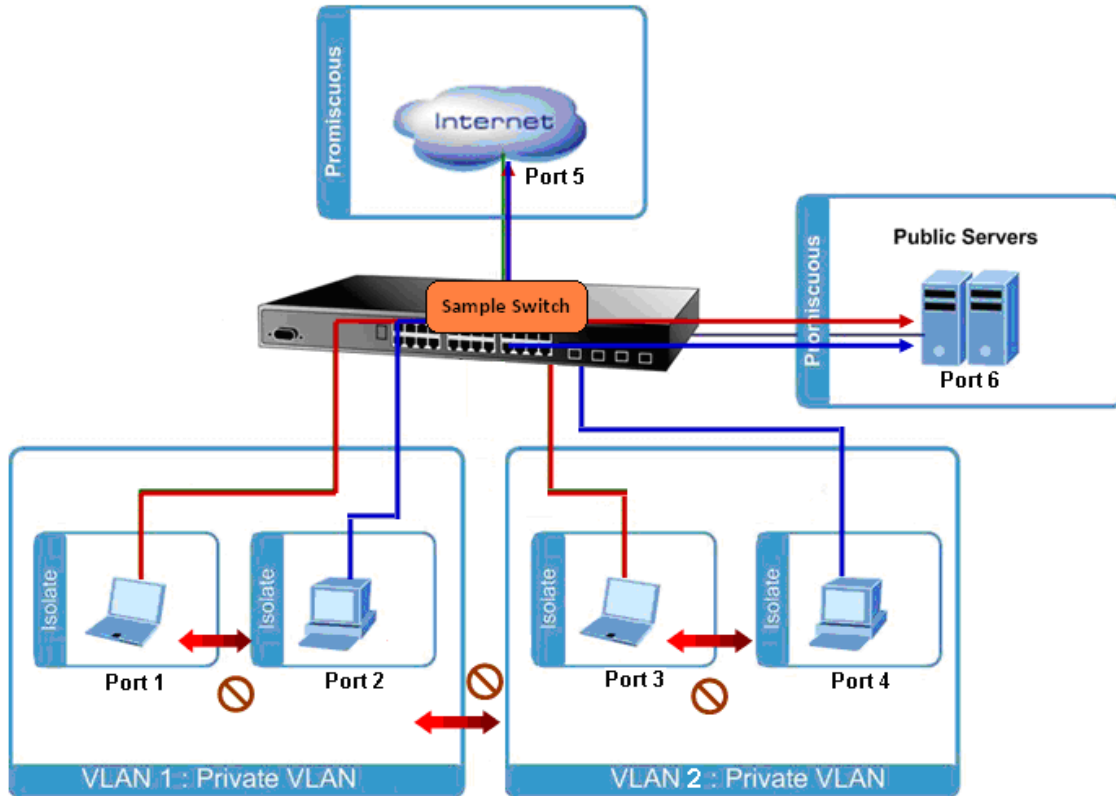 Promiscuous
Internet
Port 5
Promiscuous
Public Servers
Port 6
Sample Switch
Isolate
Port 1
Isolate
Port 2
Isolate
Port 3
Isolate
Port 4
VLAN 1 : Private VLAN
VLAN 2 : Private VLAN